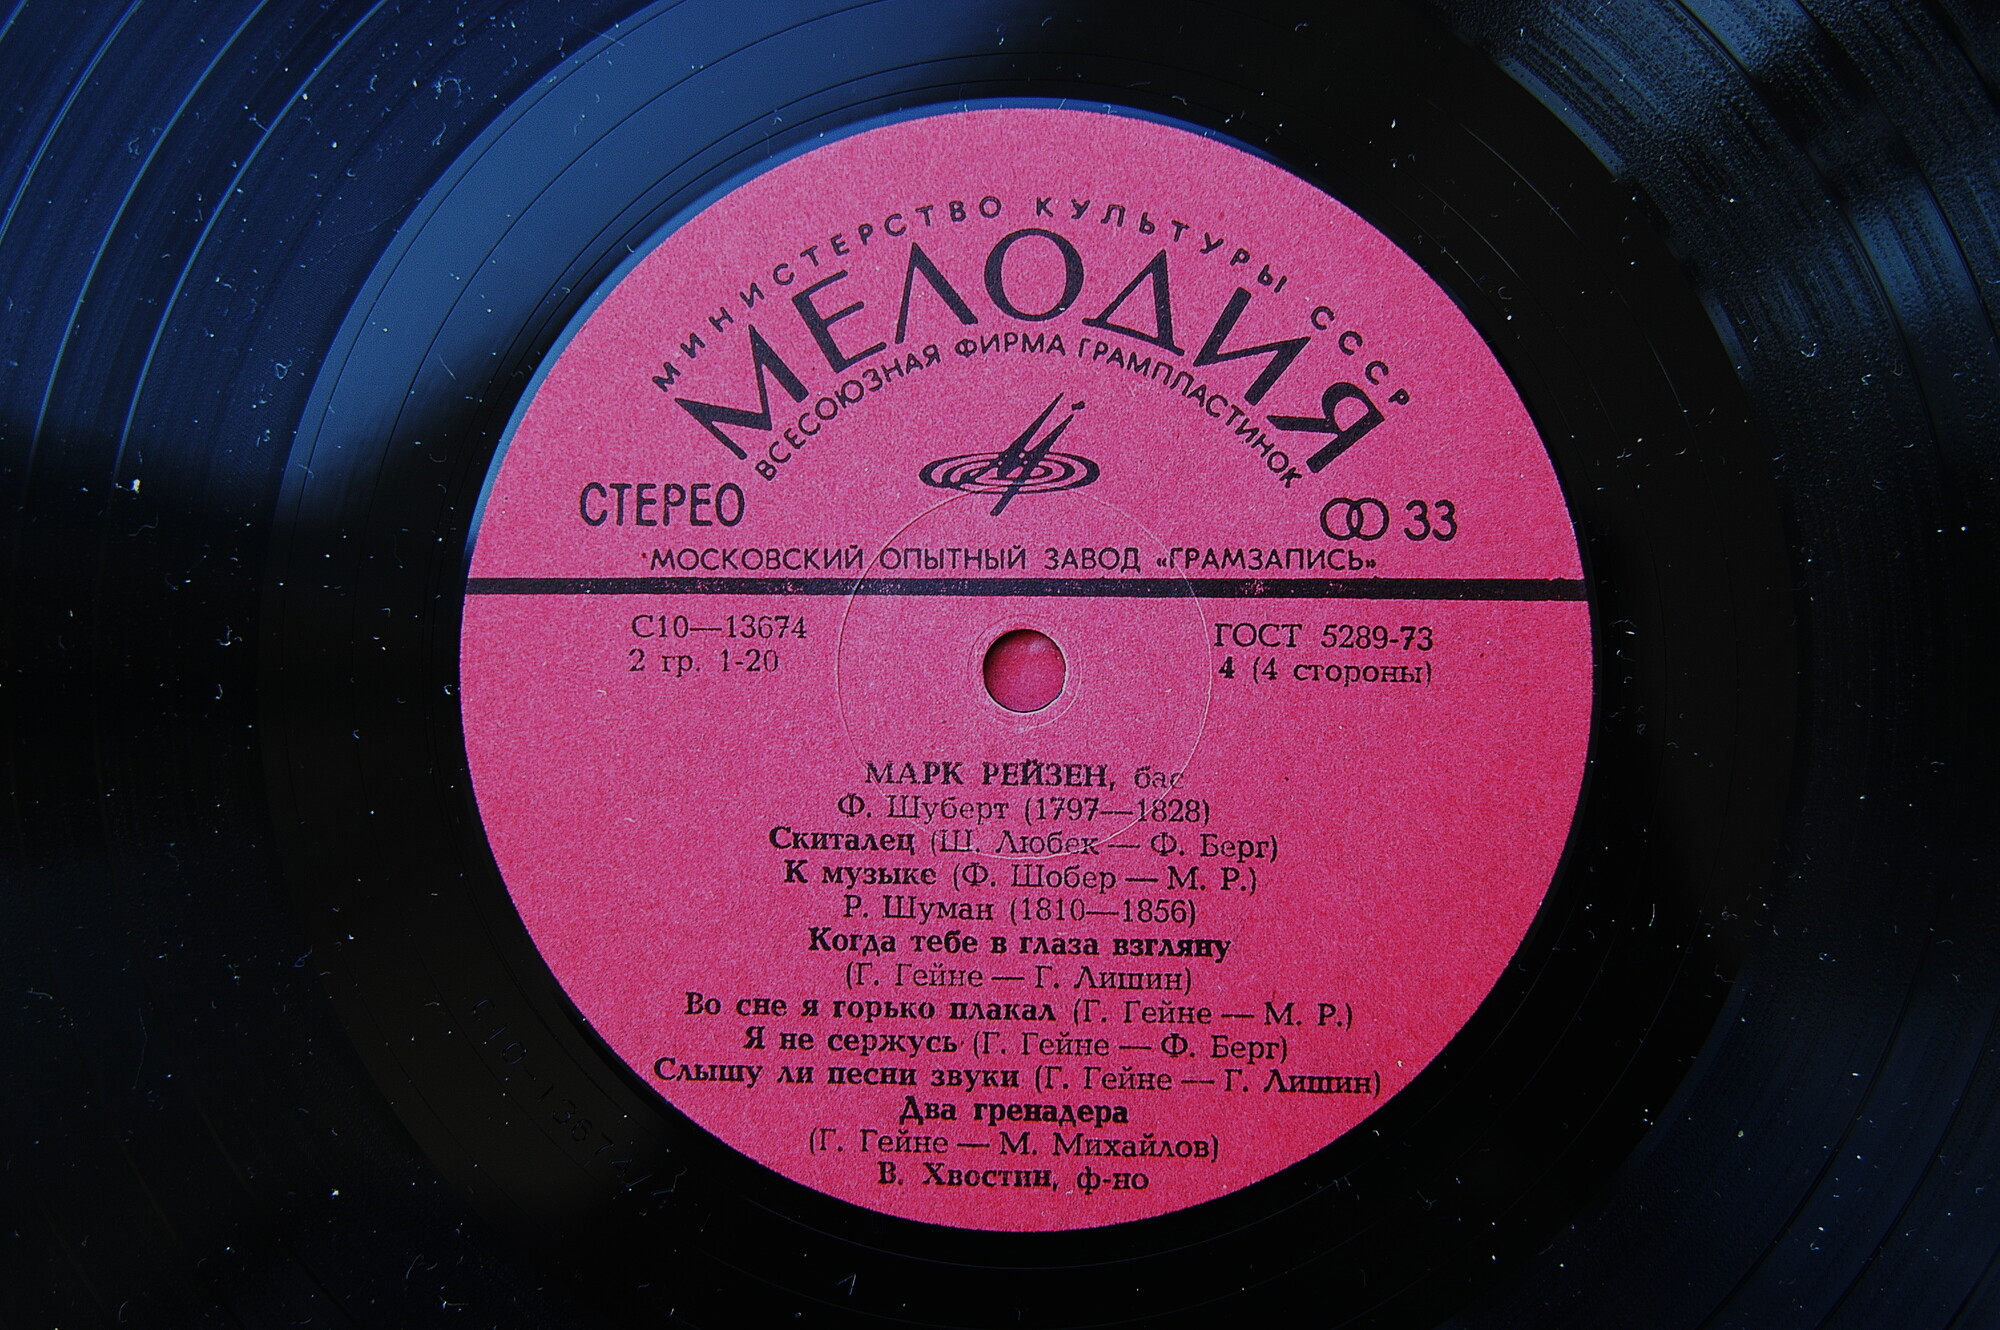 МИНИСТЕРСТВО КУЛЬТУРЫ СССР
МЕЛОДИЯ
ВСЕСОЮЗНАЯ ФИРМА ГРАМПЛАСТИНОК
СТЕРЕО
33
МОСКОВСКИЙ ОПЫТНЫЙ ЗАВОД «ГРАМЗАПИСЬ»
С10—13674
2 гр. 1-20
ГОСТ 5289-73
4 (4 стороны)
МАРК РЕЙЗЕН, бас
Ф. Шуберт (1797—1828)
Скиталец (Ш. Любек — Ф. Берг)
К музыке (Ф. Шобер — М. Р.)
Р. Шуман (1810—1856)
Когда тебе в глаза взгляну
(Г. Гейне — Г. Лишин)
Во сне я горько плакал (Г. Гейне — М. Р.)
Я не сержусь (Г. Гейне — Ф. Берг)
Слышу ли песни звуки (Г. Гейне — Г. Лишин)
Два гренадера
(Г. Гейне — М. Михайлов)
В. Хвостин, ф-но